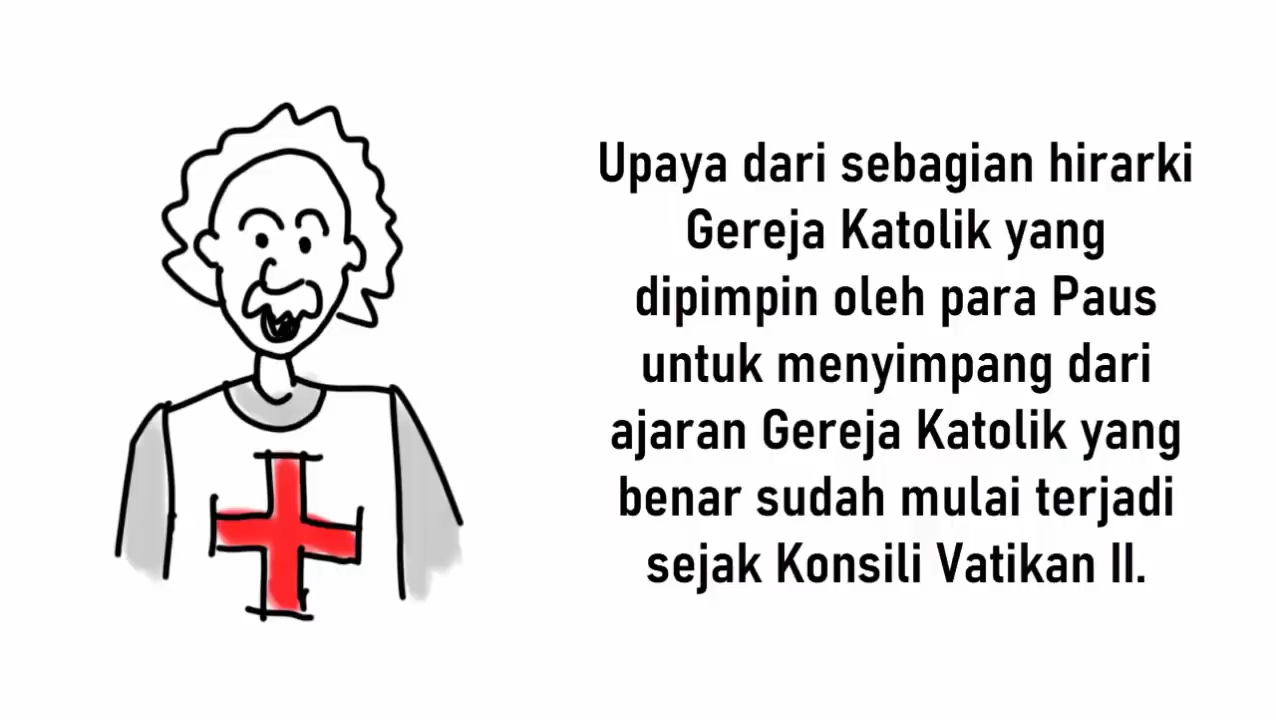 Upaya dari sebagian hirarki
Gereja Katolik yang
dipimpin oleh para Paus
untuk menyimpang dari
ajaran Gereja Katolik yang
benar sudah mulai terjadi
sejak Konsili Vatikan II.